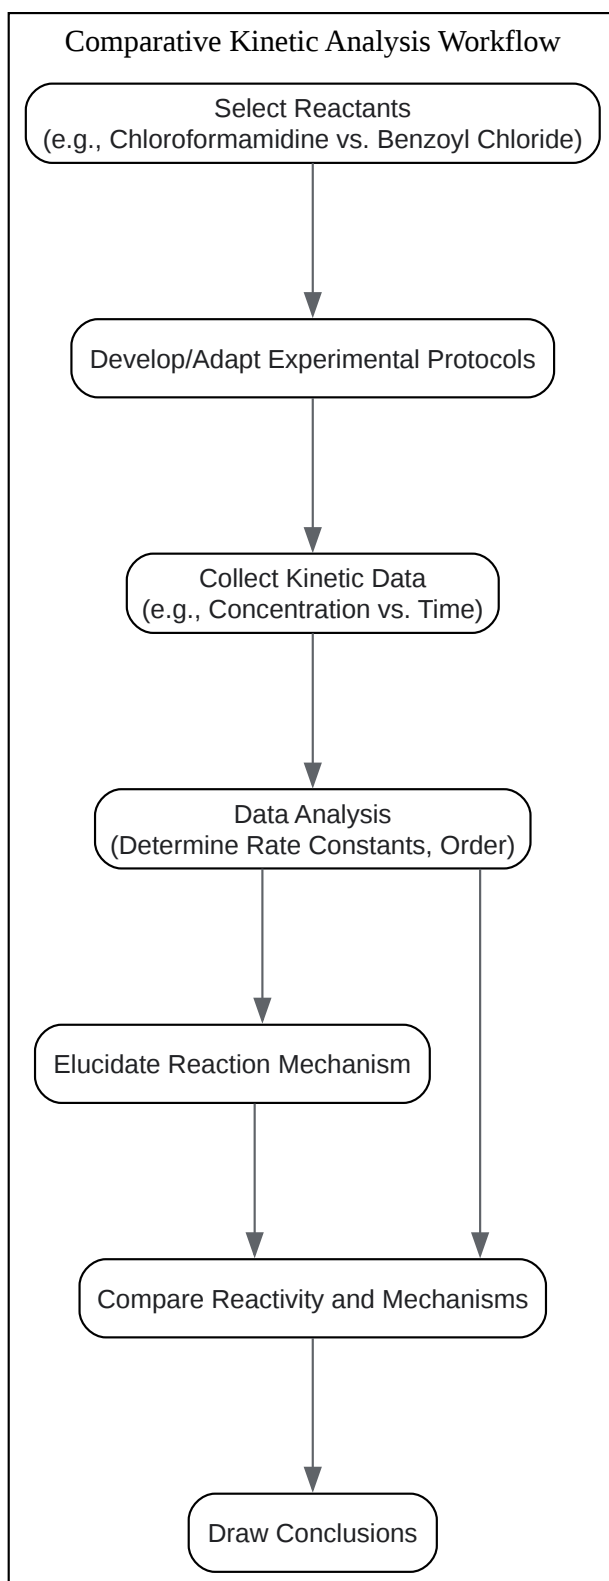 Comparative Kinetic Analysis Workflow
Select Reactants
(e.g., Chloroformamidine vs. Benzoyl Chloride)
Develop/Adapt Experimental Protocols
Collect Kinetic Data
(e.g., Concentration vs. Time)
Data Analysis
(Determine Rate Constants, Order)
Elucidate Reaction Mechanism
Compare Reactivity and Mechanisms
Draw Conclusions